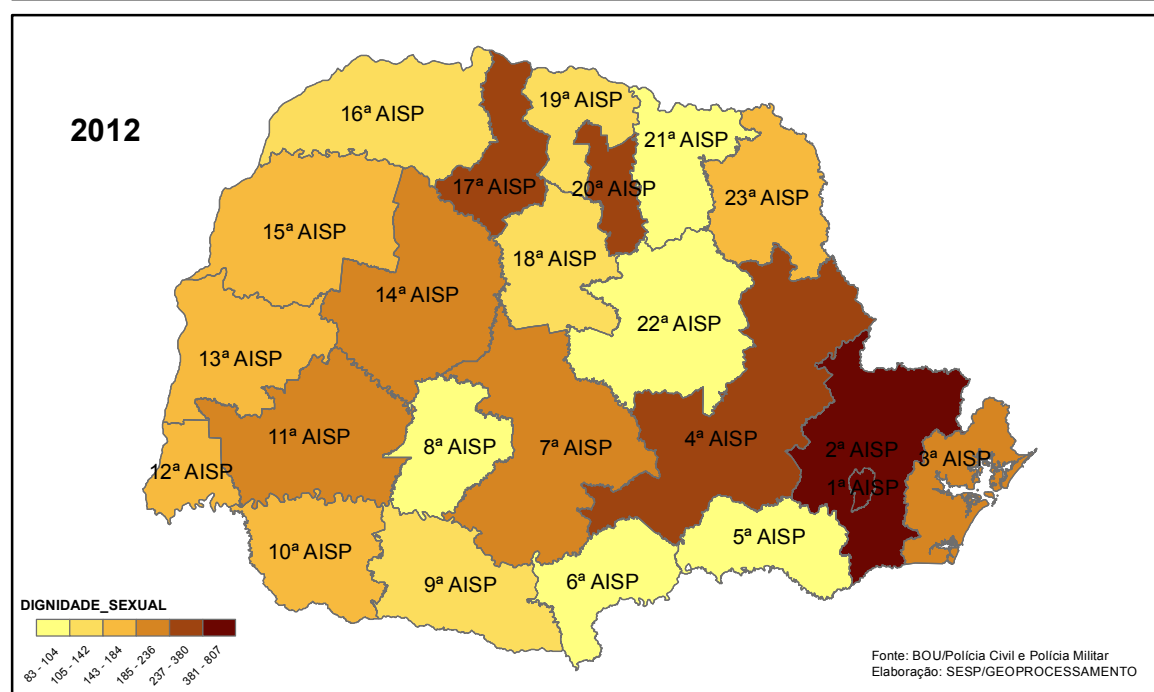 2012
16ª AISP
19ª AISP
21ª AISP
17ª AISP
20ª AISP
23ª AISP
15ª AISP
18ª AISP
14ª AISP
22ª AISP
13ª AISP
11ª AISP
8ª AISP
7ª AISP
4ª AISP
2ª AISP
3ª AISP
12ª AISP
1ª AISP
5ª AISP
10ª AISP
9ª AISP
6ª AISP
DIGNIDADE_SEXUAL
83 - 104
105 - 142
143 - 184
185 - 236
237 - 380
381 - 807
Fonte: BOU/Polícia Civil e Polícia Militar
Elaboração: SESP/GEOPROCESSAMENTO